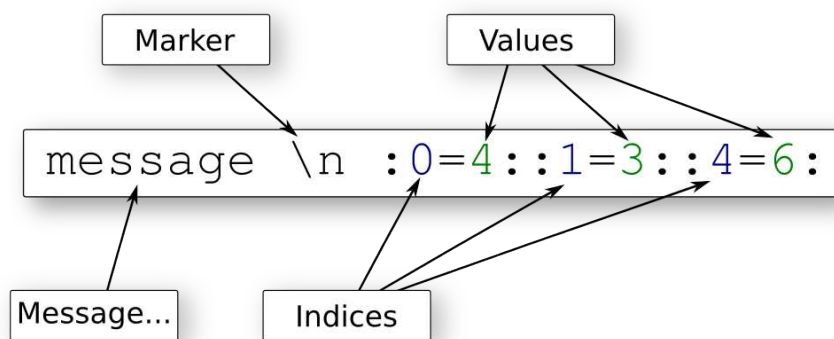 Marker Values
message \n :0=4::1=3::4=6:
Message... Indices